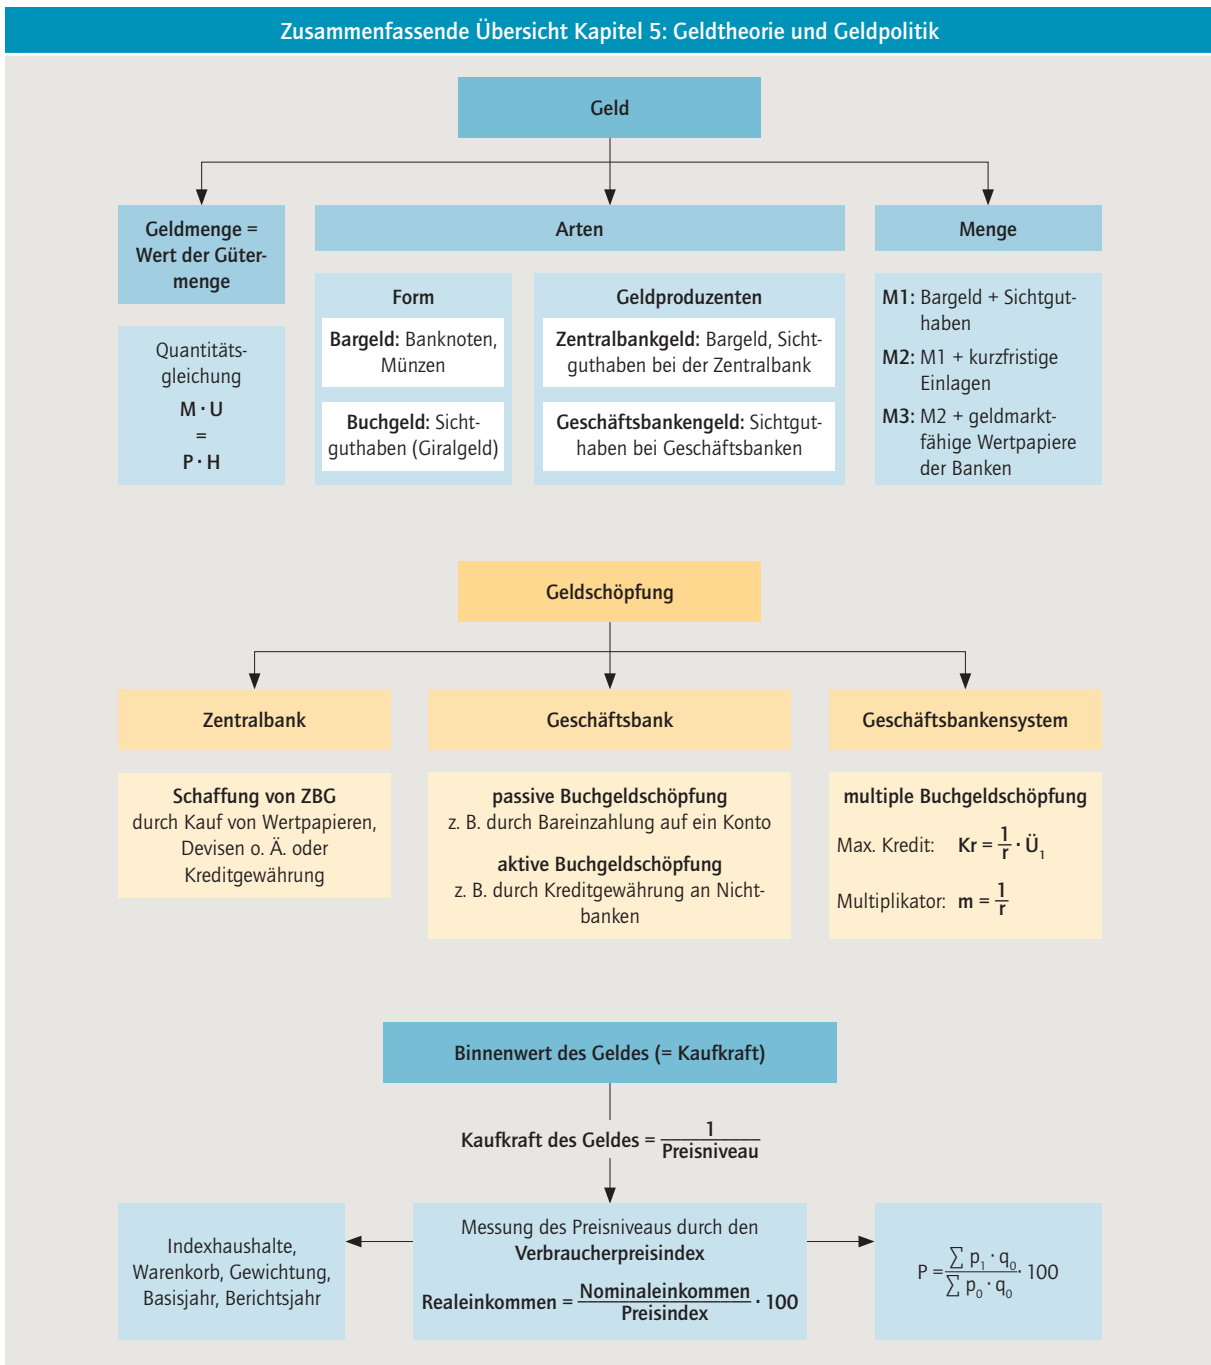 Zusammenfassende Übersicht Kapitel 5: Geldtheorie und Geldpolitik
Geld
Geldmenge =
Wert der Güter-
menge
Quantitäts-
gleichung
M · U
=
P · H
Arten
Form
Bargeld: Banknoten,
Münzen
Buchgeld: Sicht-
guthaben (Giralgeld)
Geldproduzenten
Zentralbankgeld: Bargeld, Sicht-
guthaben bei der Zentralbank
Geschäftsbankengeld: Sichtgut-
haben bei Geschäftsbanken
Menge
M1: Bargeld + Sichtgut-
haben
M2: M1 + kurzfristige
Einlagen
M3: M2 + geldmarkt-
fähige Wertpapiere
der Banken
Geldschöpfung
Zentralbank
Schaffung von ZBG
durch Kauf von Wertpapieren,
Devisen o. Ä. oder
Kreditgewährung
Geschäftsbank
passive Buchgeldschöpfung
z. B. durch Bareinzahlung auf ein Konto
aktive Buchgeldschöpfung
z. B. durch Kreditgewährung an Nicht-
banken
Geschäftsbankensystem
multiple Buchgeldschöpfung
Max. Kredit: Kr = 1/r · Ü₁
Multiplikator: m = 1/r
Binnenwert des Geldes (= Kaufkraft)
Kaufkraft des Geldes = 1/Preisniveau
Indexhaushalte,
Warenkorb, Gewichtung,
Basisjahr, Berichtsjahr
Messung des Preisniveaus durch den
Verbraucherpreisindex
Realeinkommen = Nominaleinkommen/Preisindex · 100
P = ∑ p₁ · q₀/∑ p₀ · q₀ · 100